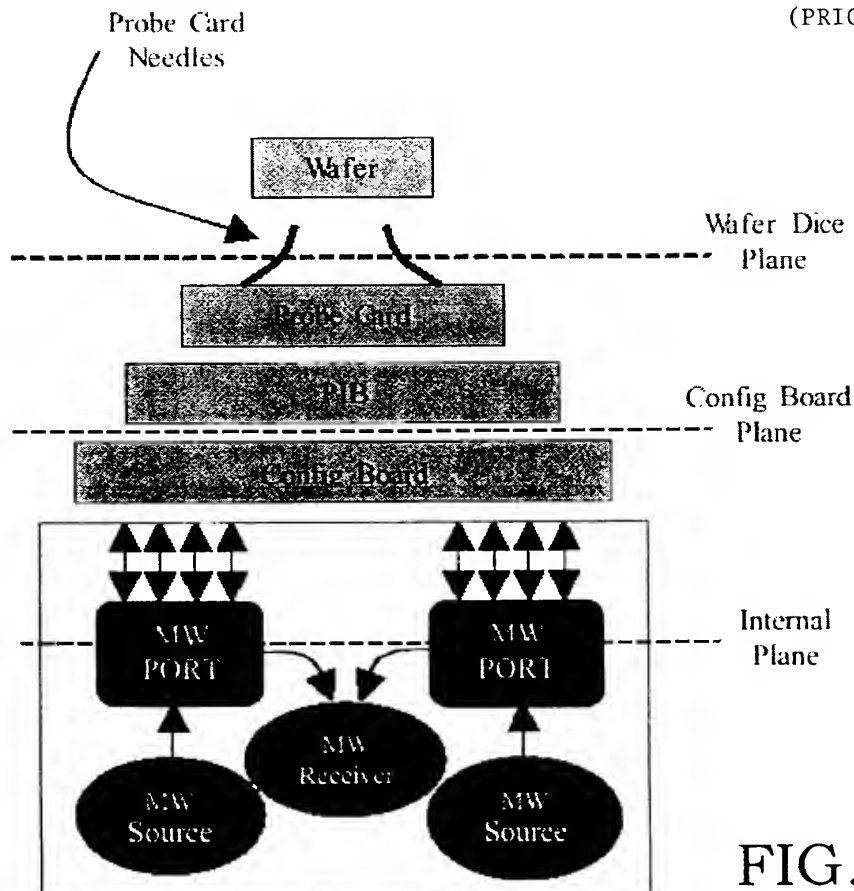 Probe Card
Needles
(PRIO
Wafer
Wafer Dice
Plane
Probe Card
PIB
Config Board
Plane
Config Board
MW
PORT
MW
PORT
Internal
Plane
MW
Receiver
MW
Source
MW
Source
FIG.